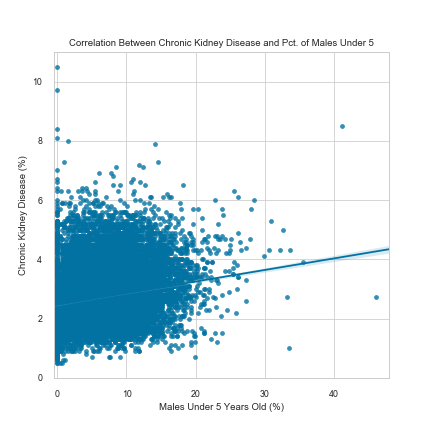 Correlation Between Chronic Kidney Disease and Pct. of Males Under 5
10
8
6
4
2
0
Chronic Kidney Disease (%)
0 10 20 30 40
Males Under 5 Years Old (%)